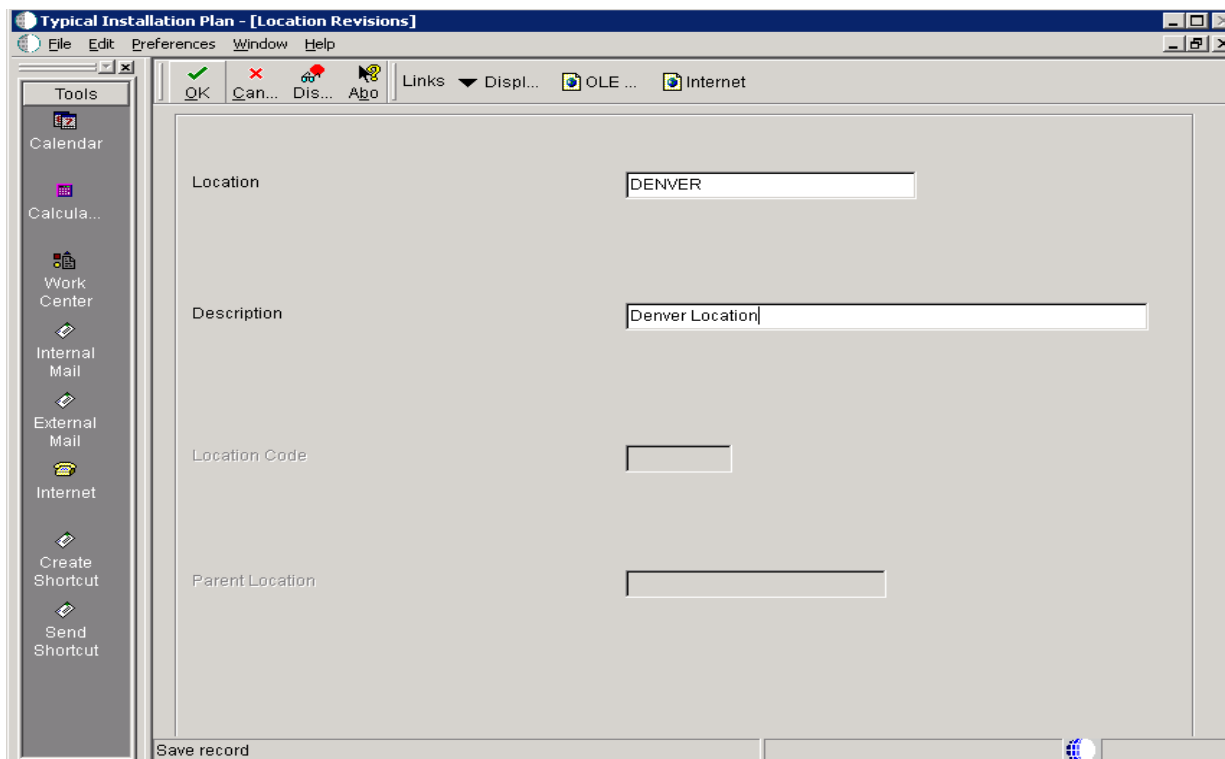 Typical Installation Plan - [Location Revisions]
File Edit Preferences Window Help
Tools
OK Can... Dis... Abo Links Displ... OLE ... Internet
Calendar
Calcula...
Work
Center
Internal
Mail
External
Mail
Internet
Create
Shortcut
Send
Shortcut
Location DENVER
Description Denver Location
Location Code
Parent Location
Save record